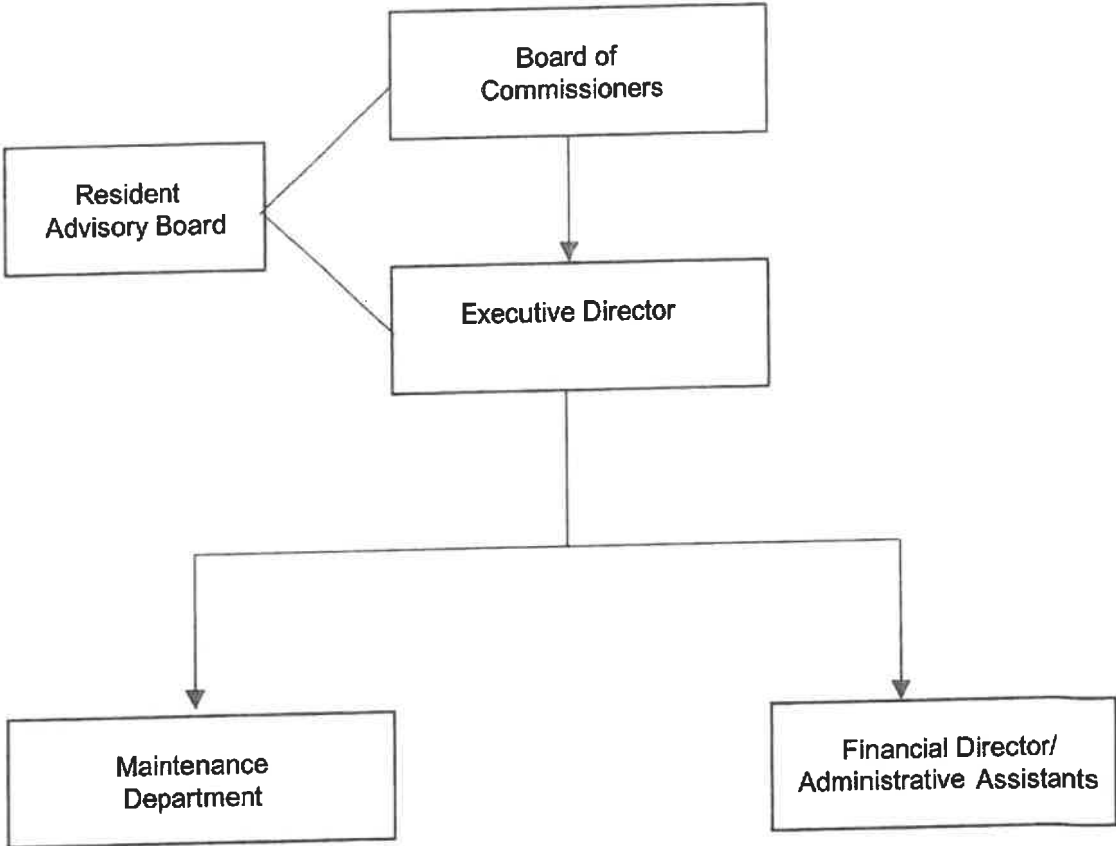 Board of
Commissioners
Resident
Advisory Board
Executive Director
Maintenance
Department
Financial Director/
Administrative Assistants